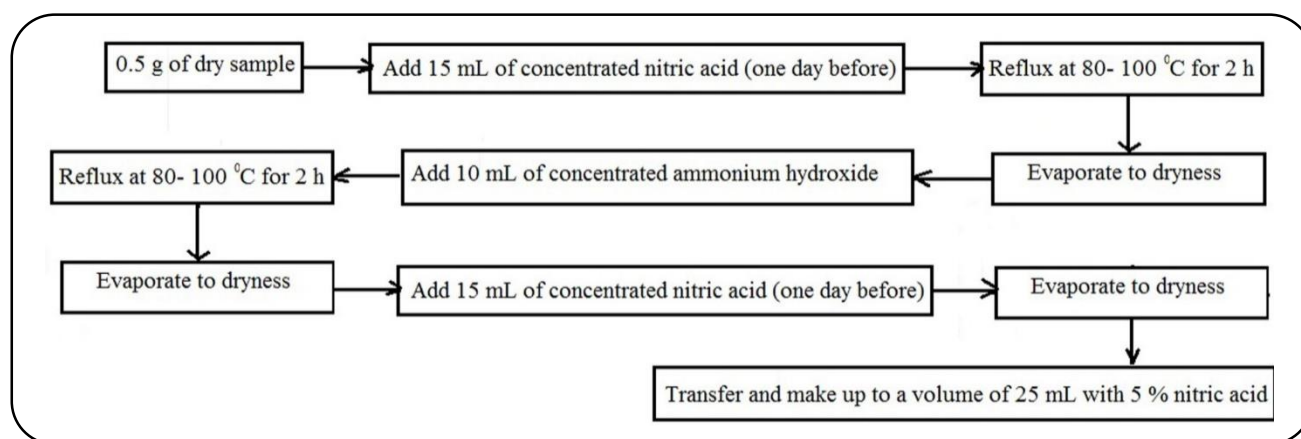 0.5 g of dry sample
Add 15 mL of concentrated nitric acid (one day before)
Reflux at 80- 100 ⁰C for 2 h
Evaporate to dryness
Add 10 mL of concentrated ammonium hydroxide
Reflux at 80- 100 ⁰C for 2 h
Evaporate to dryness
Add 15 mL of concentrated nitric acid (one day before)
Evaporate to dryness
Transfer and make up to a volume of 25 mL with 5 % nitric acid